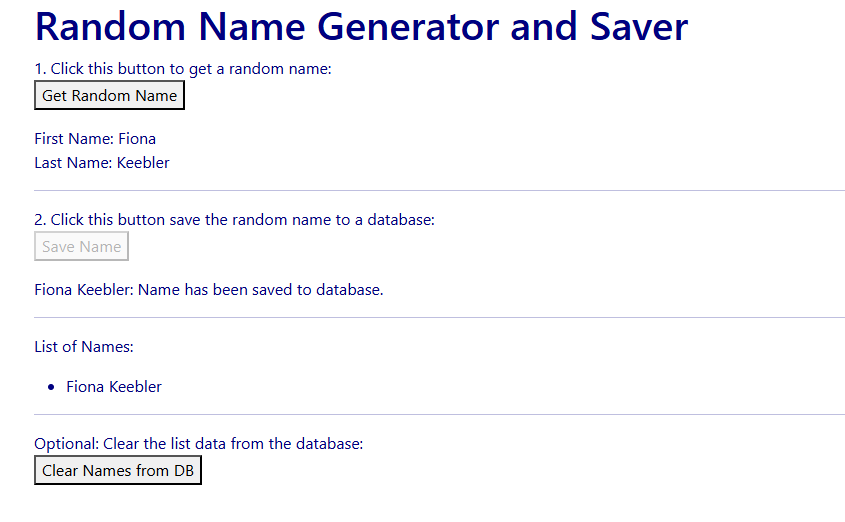 Random Name Generator and Saver
1. Click this button to get a random name:
Get Random Name
First Name: Fiona
Last Name: Keebler
2. Click this button save the random name to a database:
Save Name
Fiona Keebler: Name has been saved to database.
List of Names:
• Fiona Keebler
Optional: Clear the list data from the database:
Clear Names from DB